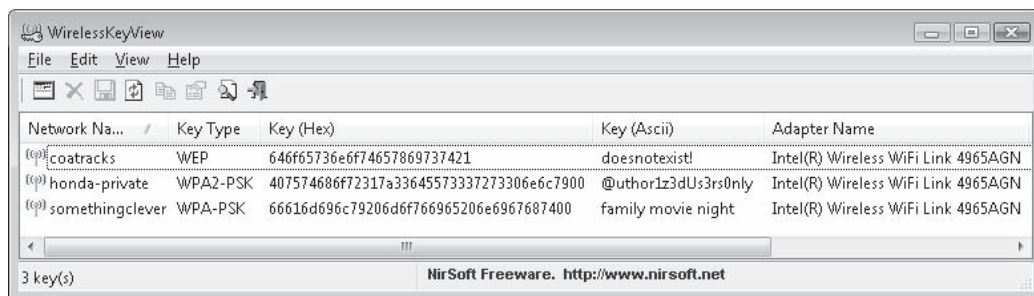 WirelessKeyView
File Edit View Help
Network Na... Key Type Key (Hex) Key (Ascii) Adapter Name
coatracks WEP 646f65736e6f74657869737421 doesnotexist! Intel(R) Wireless WiFi Link 4965AGN
honda-private WPA2-PSK 407574686f72317a33645573337273306e6c7900 @uthor1z3dUs3rs0nly Intel(R) Wireless WiFi Link 4965AGN
somethingclever WPA-PSK 66616d696c79206d6f766965206e6967687400 family movie night Intel(R) Wireless WiFi Link 4965AGN
3 key(s) NirSoft Freeware. http://www.nirsoft.net